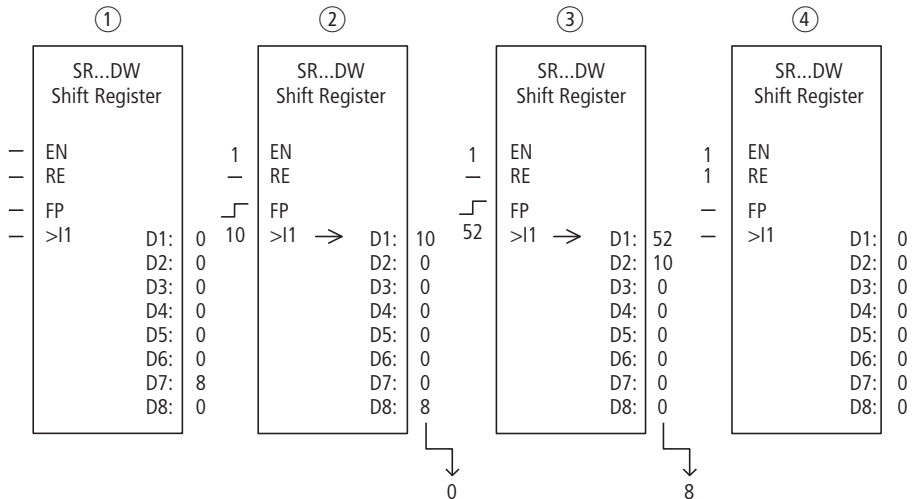 ① ② ③ ④
SR...DW SR...DW SR...DW SR...DW
Shift Register Shift Register Shift Register Shift Register
– EN 1 EN 1 EN 1 EN
– RE – RE – RE 1 RE
– FP FP FP – FP
– >I1 10 >I1 → 52 >I1 → – >I1
D1: 0 D1: 10 D1: 52 D1: 0
D2: 0 D2: 0 D2: 10 D2: 0
D3: 0 D3: 0 D3: 0 D3: 0
D4: 0 D4: 0 D4: 0 D4: 0
D5: 0 D5: 0 D5: 0 D5: 0
D6: 0 D6: 0 D6: 0 D6: 0
D7: 8 D7: 0 D7: 0 D7: 0
D8: 0 D8: 8 D8: 0 D8: 0
0 8